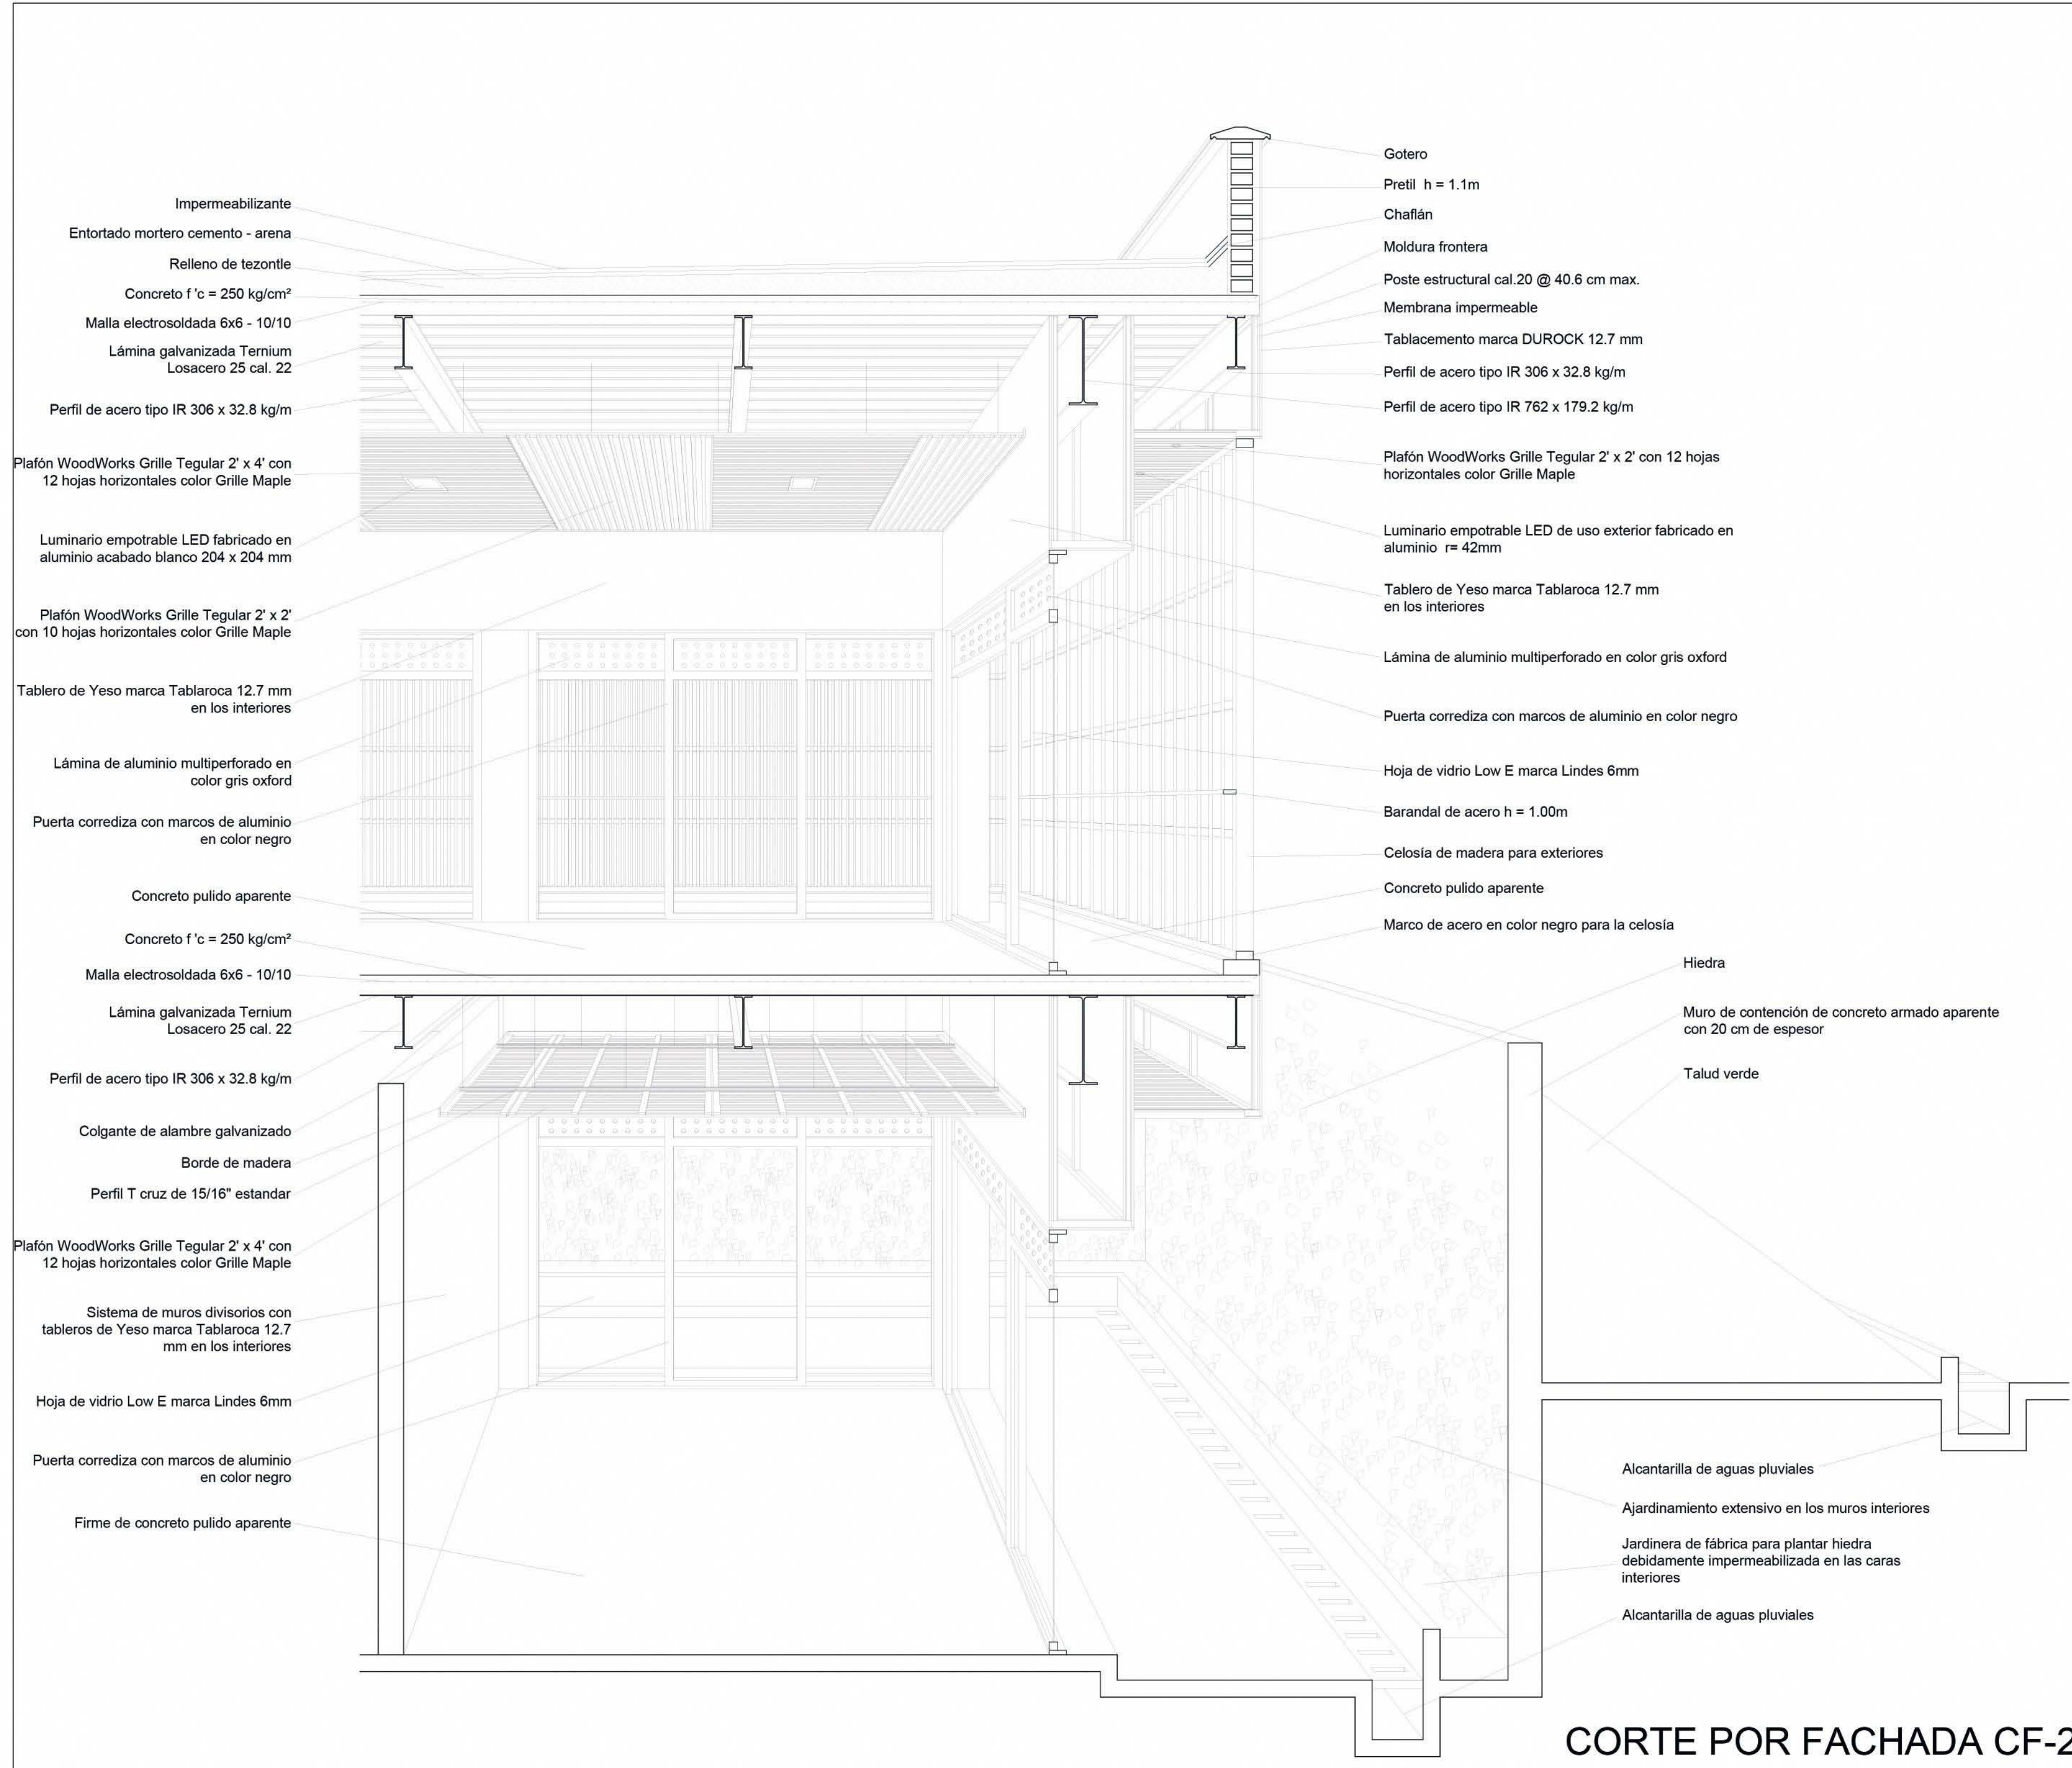 Impermeabilizante
Entortado mortero cemento - arena
Relleno de tezontle
Concreto f 'c = 250 kg/cm²
Malla electrosoldada 6x6 - 10/10
Lámina galvanizada Ternium
Losacero 25 cal. 22
Perfil de acero tipo IR 306 x 32.8 kg/m
Plafón WoodWorks Grille Tegular 2' x 4' con
12 hojas horizontales color Grille Maple
Luminario empotrable LED fabricado en
aluminio acabado blanco 204 x 204 mm
Plafón WoodWorks Grille Tegular 2' x 2'
con 10 hojas horizontales color Grille Maple
Tablero de Yeso marca Tablaroca 12.7 mm
en los interiores
Lámina de aluminio multiperforado en
color gris oxford
Puerta corrediza con marcos de aluminio
en color negro
Concreto pulido aparente
Concreto f 'c = 250 kg/cm²
Malla electrosoldada 6x6 - 10/10
Lámina galvanizada Ternium
Losacero 25 cal. 22
Perfil de acero tipo IR 306 x 32.8 kg/m
Colgante de alambre galvanizado
Borde de madera
Perfil T cruz de 15/16" estandar
Plafón WoodWorks Grille Tegular 2' x 4' con
12 hojas horizontales color Grille Maple
Sistema de muros divisorios con
tableros de Yeso marca Tablaroca 12.7
mm en los interiores
Hoja de vidrio Low E marca Lindes 6mm
Puerta corrediza con marcos de aluminio
en color negro
Firme de concreto pulido aparente
Gotero
Pretil h = 1.1m
Chaflán
Moldura frontera
Poste estructural cal.20 @ 40.6 cm max.
Membrana impermeable
Tablacemento marca DUROCK 12.7 mm
Perfil de acero tipo IR 306 x 32.8 kg/m
Perfil de acero tipo IR 762 x 179.2 kg/m
Plafón WoodWorks Grille Tegular 2' x 2' con 12 hojas
horizontales color Grille Maple
Luminario empotrable LED de uso exterior fabricado en
aluminio r= 42mm
Tablero de Yeso marca Tablaroca 12.7 mm
en los interiores
Lámina de aluminio multiperforado en color gris oxford
Puerta corrediza con marcos de aluminio en color negro
Hoja de vidrio Low E marca Lindes 6mm
Barandal de acero h = 1.00m
Celosía de madera para exteriores
Concreto pulido aparente
Marco de acero en color negro para la celosía
Hiedra
Muro de contención de concreto armado aparente
con 20 cm de espesor
Talud verde
Alcantarilla de aguas pluviales
Ajardinamiento extensivo en los muros interiores
Jardinera de fábrica para plantar hiedra
debidamente impermeabilizada en las caras
interiores
Alcantarilla de aguas pluviales
CORTE POR FACHADA CF-2